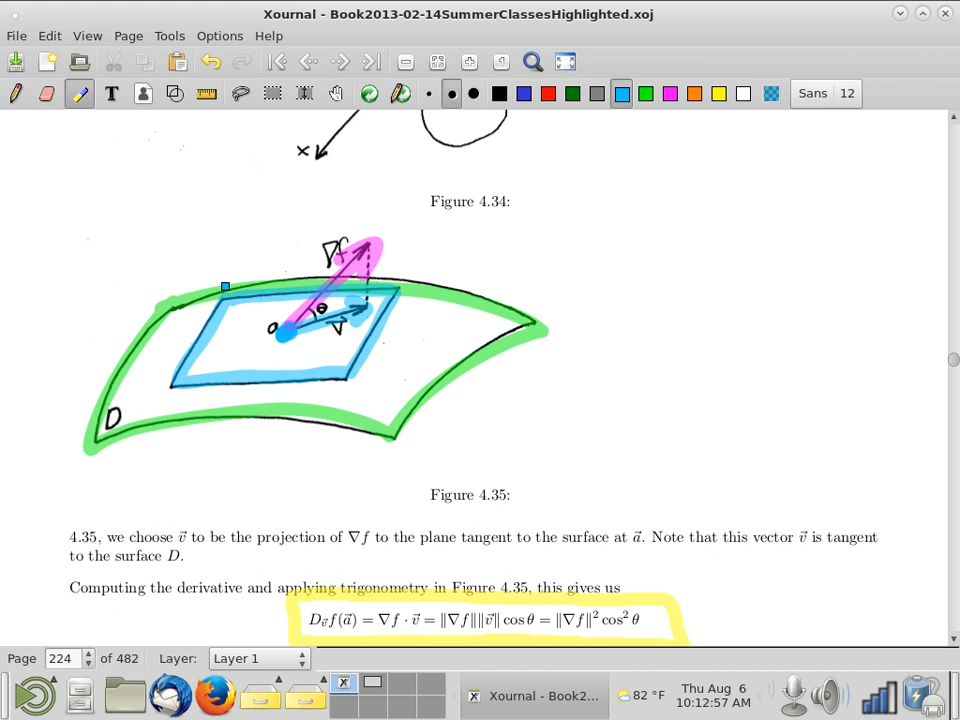 Xournal - Book2013-02-14SummerClassesHighlighted.xoj
File Edit View Page Tools Options Help
T Sans 12
x
Figure 4.34:
∇f
θ
a v
D
Figure 4.35:
4.35, we choose v⃗ to be the projection of ∇f to the plane tangent to the surface at a⃗. Note that this vector v⃗ is tangent
to the surface D.
Computing the derivative and applying trigonometry in Figure 4.35, this gives us
D_v⃗ f(a⃗) = ∇f · v⃗ = ‖∇f‖‖v⃗‖ cos θ = ‖∇f‖² cos² θ
Page 224 of 482 Layer: Layer 1
Xournal - Book2... 82 °F Thu Aug 6
10:12:57 AM